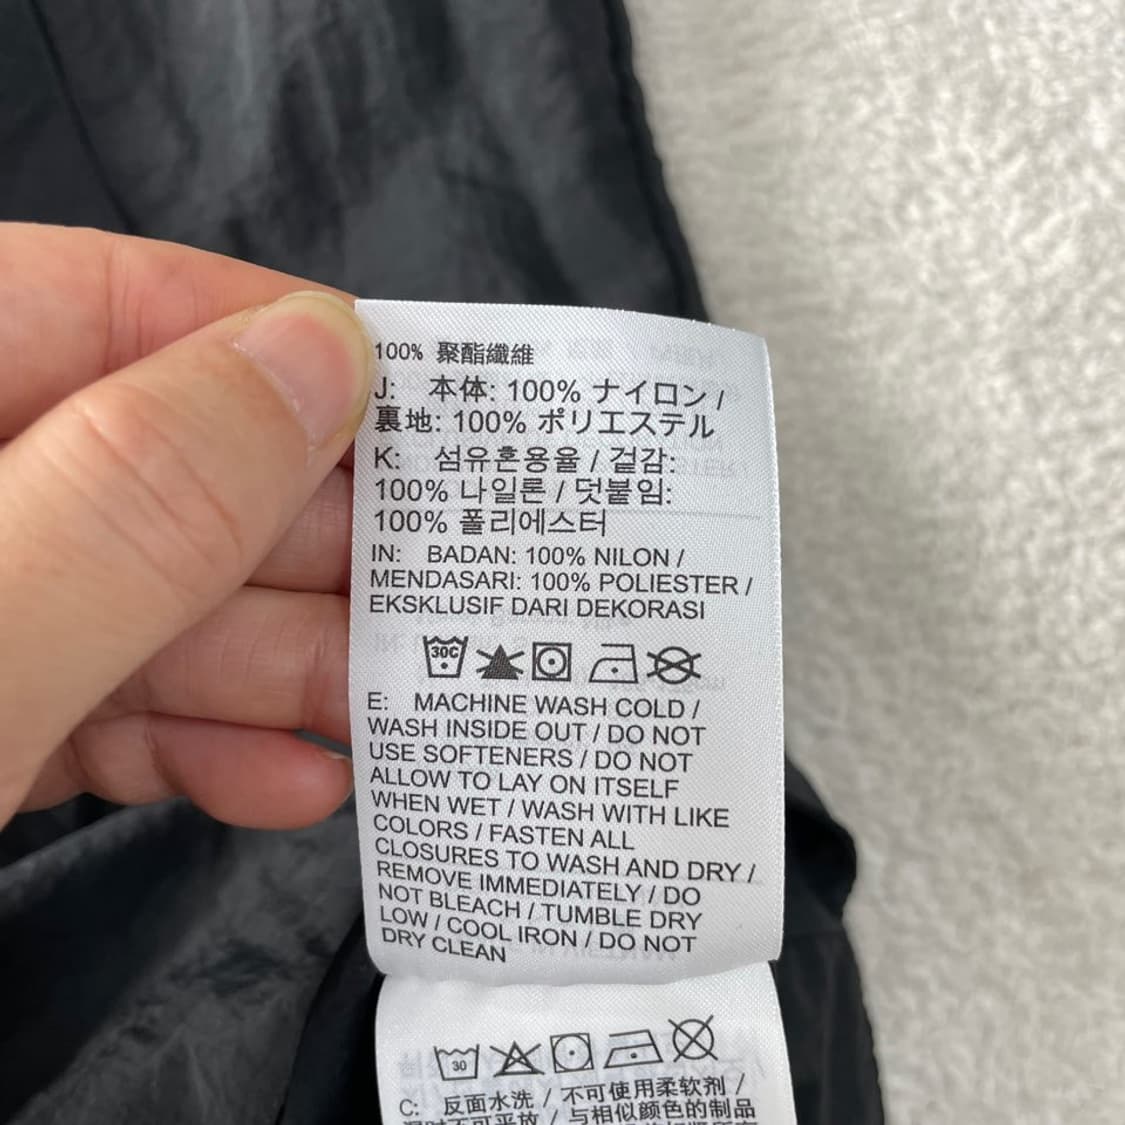 100% 聚酯纖維
J: 本体: 100% ナイロン /
裏地: 100% ポリエステル
K: 섬유혼용율 / 겉감:
100% 나일론 / 덧붙임:
100% 폴리에스터
IN: BADAN: 100% NILON /
MENDASARI: 100% POLIESTER /
EKSKLUSIF DARI DEKORASI
30C
E: MACHINE WASH COLD /
WASH INSIDE OUT / DO NOT
USE SOFTENERS / DO NOT
ALLOW TO LAY ON ITSELF
WHEN WET / WASH WITH LIKE
COLORS / FASTEN ALL
CLOSURES TO WASH AND DRY /
REMOVE IMMEDIATELY / DO
NOT BLEACH / TUMBLE DRY
LOW / COOL IRON / DO NOT
DRY CLEAN
30
C: 反面水洗 / 不可使用柔软剂 /
湿时不可平放 / 与相似颜色的制品